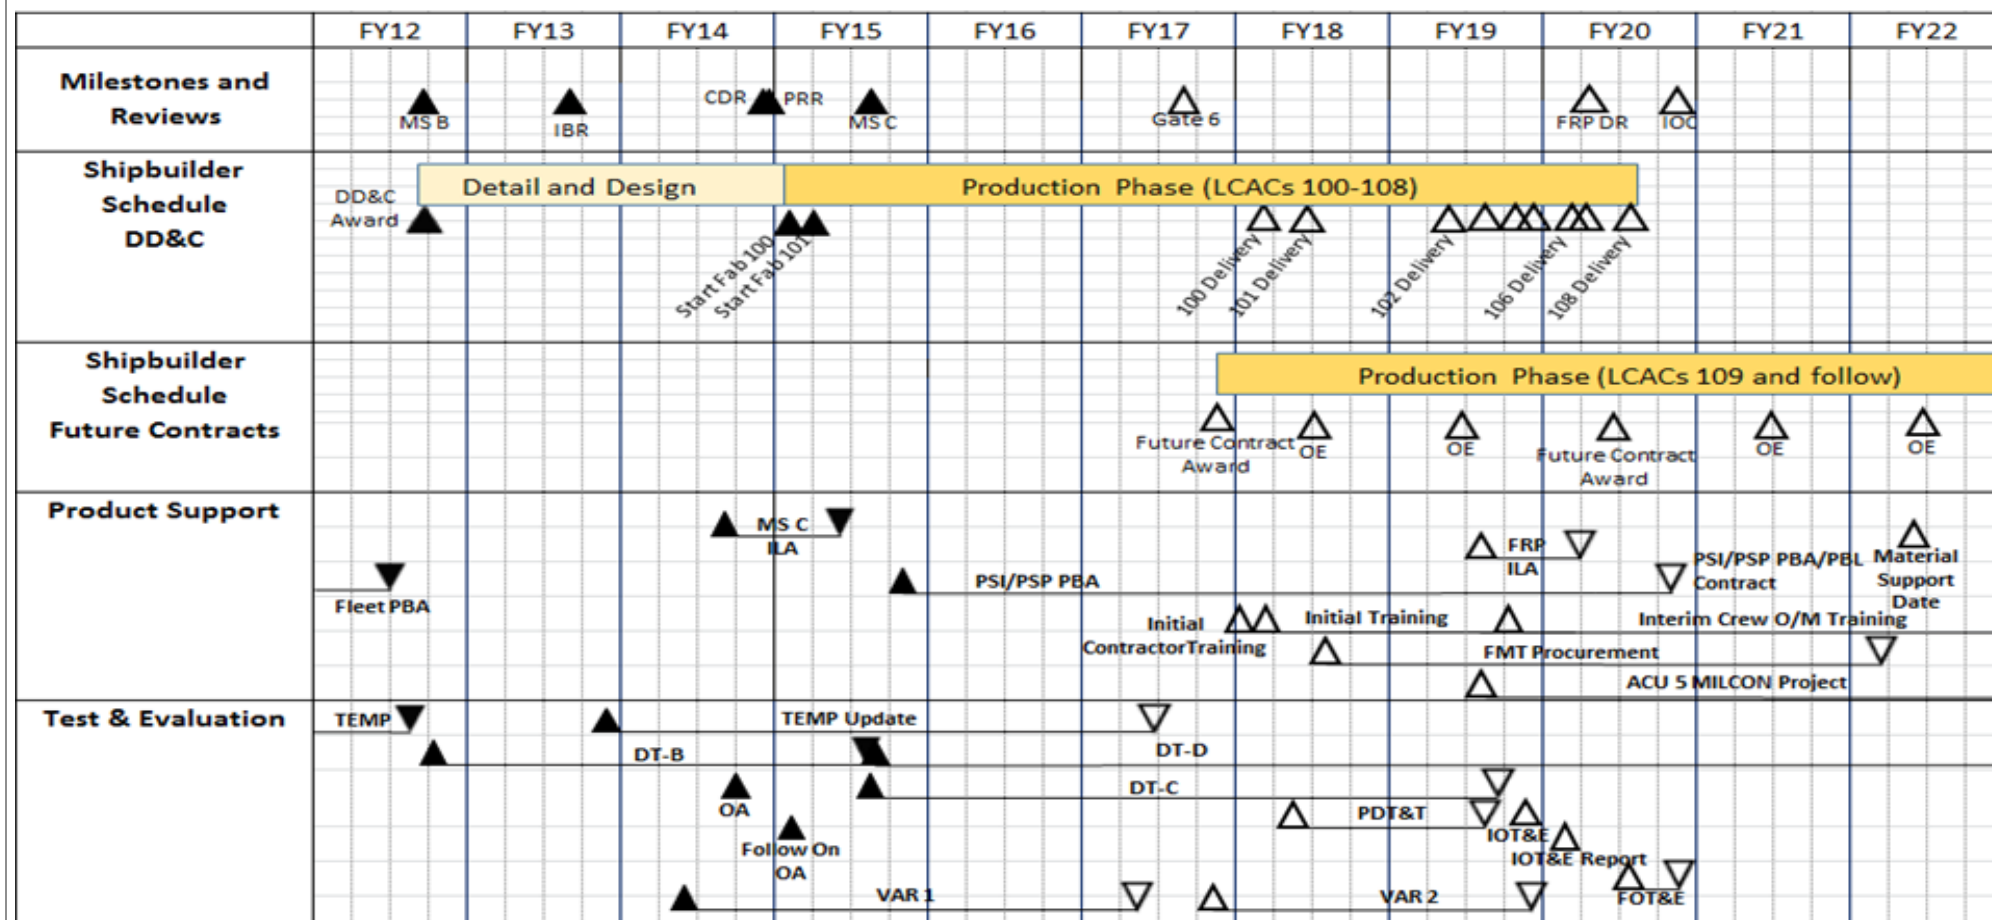 FY12 FY13 FY14 FY15 FY16 FY17 FY18 FY19 FY20 FY21 FY22
Milestones and
Reviews
CDR PRR
MS B IBR MS C Gate 6 FRP DR IOC
Shipbuilder
Schedule
DD&C
Detail and Design
Production Phase (LCACs 100-108)
DD&C
Award
Start Fab 100
Start Fab 101
100 Delivery
101 Delivery
102 Delivery
106 Delivery
108 Delivery
Shipbuilder
Schedule
Future Contracts
Production Phase (LCACs 109 and follow)
Future Contract
Award
OE
OE
Future Contract
Award
OE
OE
Product Support
MS C
ILA
FRP
ILA
PSI/PSP PBA/PBL
Contract
Material
Support
Date
Fleet PBA
PSI/PSP PBA
Initial
ContractorTraining
Initial Training
Interim Crew O/M Training
FMT Procurement
ACU 5 MILCON Project
Test & Evaluation
TEMP
TEMP Update
DT-B
DT-D
DT-C
OA
PDT&T
IOT&E
Follow On
OA
IOT&E Report
VAR 1
VAR 2
FOT&E